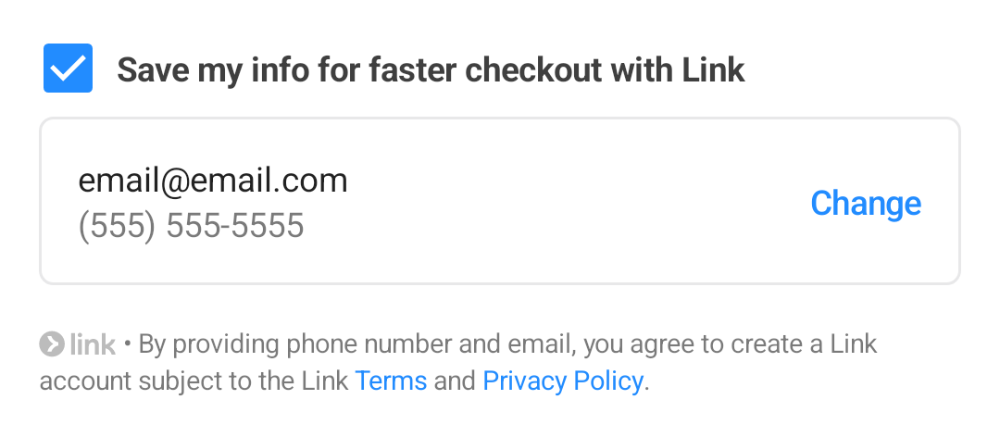 Save my info for faster checkout with Link
email@email.com
(555) 555-5555
Change
link • By providing phone number and email, you agree to create a Link
account subject to the Link Terms and Privacy Policy.